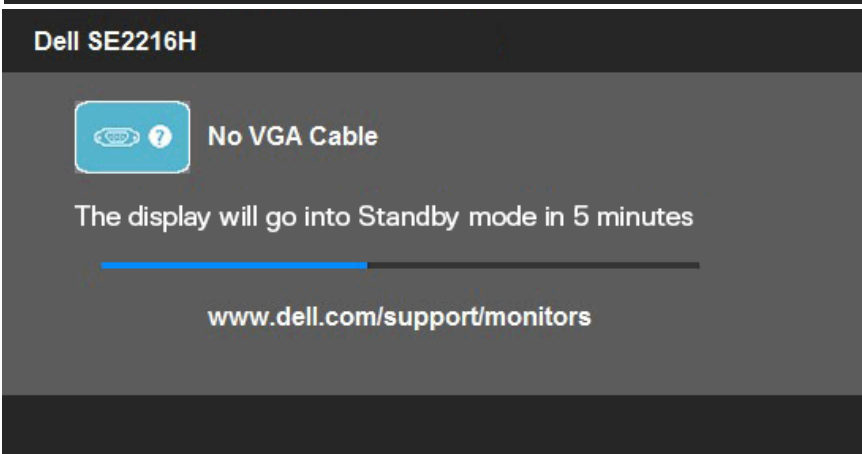 Dell SE2216H
? No VGA Cable
The display will go into Standby mode in 5 minutes
www.dell.com/support/monitors